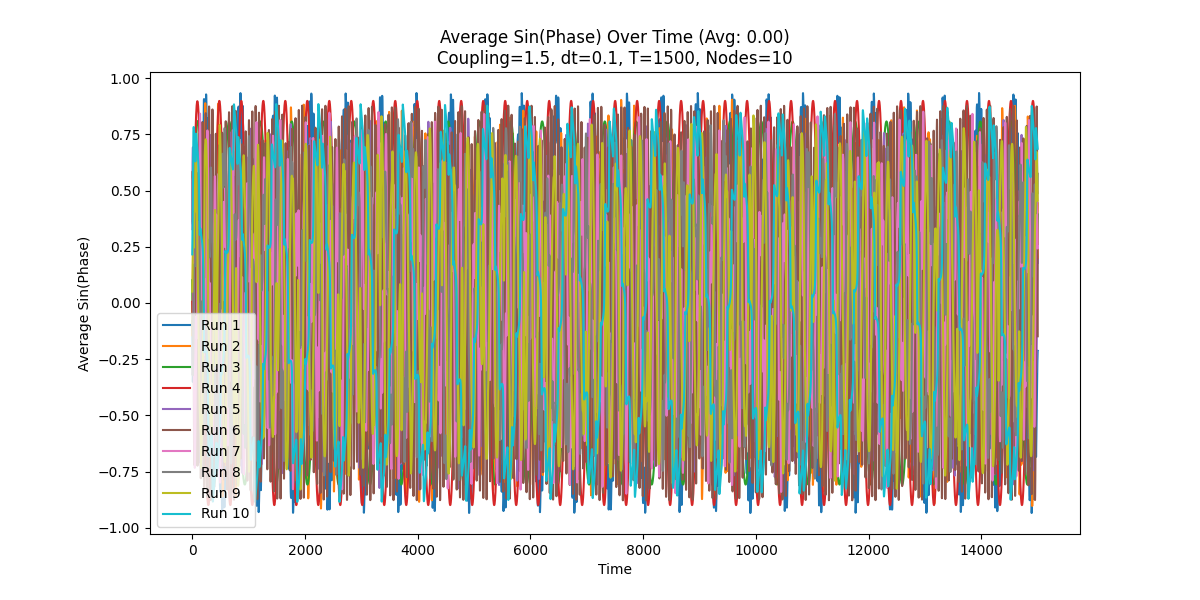 Average Sin(Phase) Over Time (Avg: 0.00)
Coupling=1.5, dt=0.1, T=1500, Nodes=10
Average Sin(Phase)
1.00
0.75
0.50
0.25
0.00
−0.25
−0.50
−0.75
−1.00
Run 1
Run 2
Run 3
Run 4
Run 5
Run 6
Run 7
Run 8
Run 9
Run 10
0 2000 4000 6000 8000 10000 12000 14000
Time